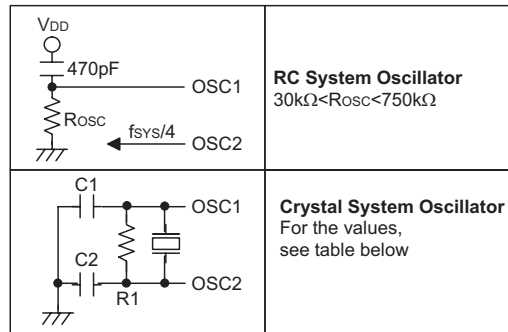 VDD
470pF
OSC1
ROSC
fSYS/4
OSC2
RC System Oscillator
30kΩ<ROSC<750kΩ
C1
OSC1
C2
R1
OSC2
Crystal System Oscillator
For the values,
see table below